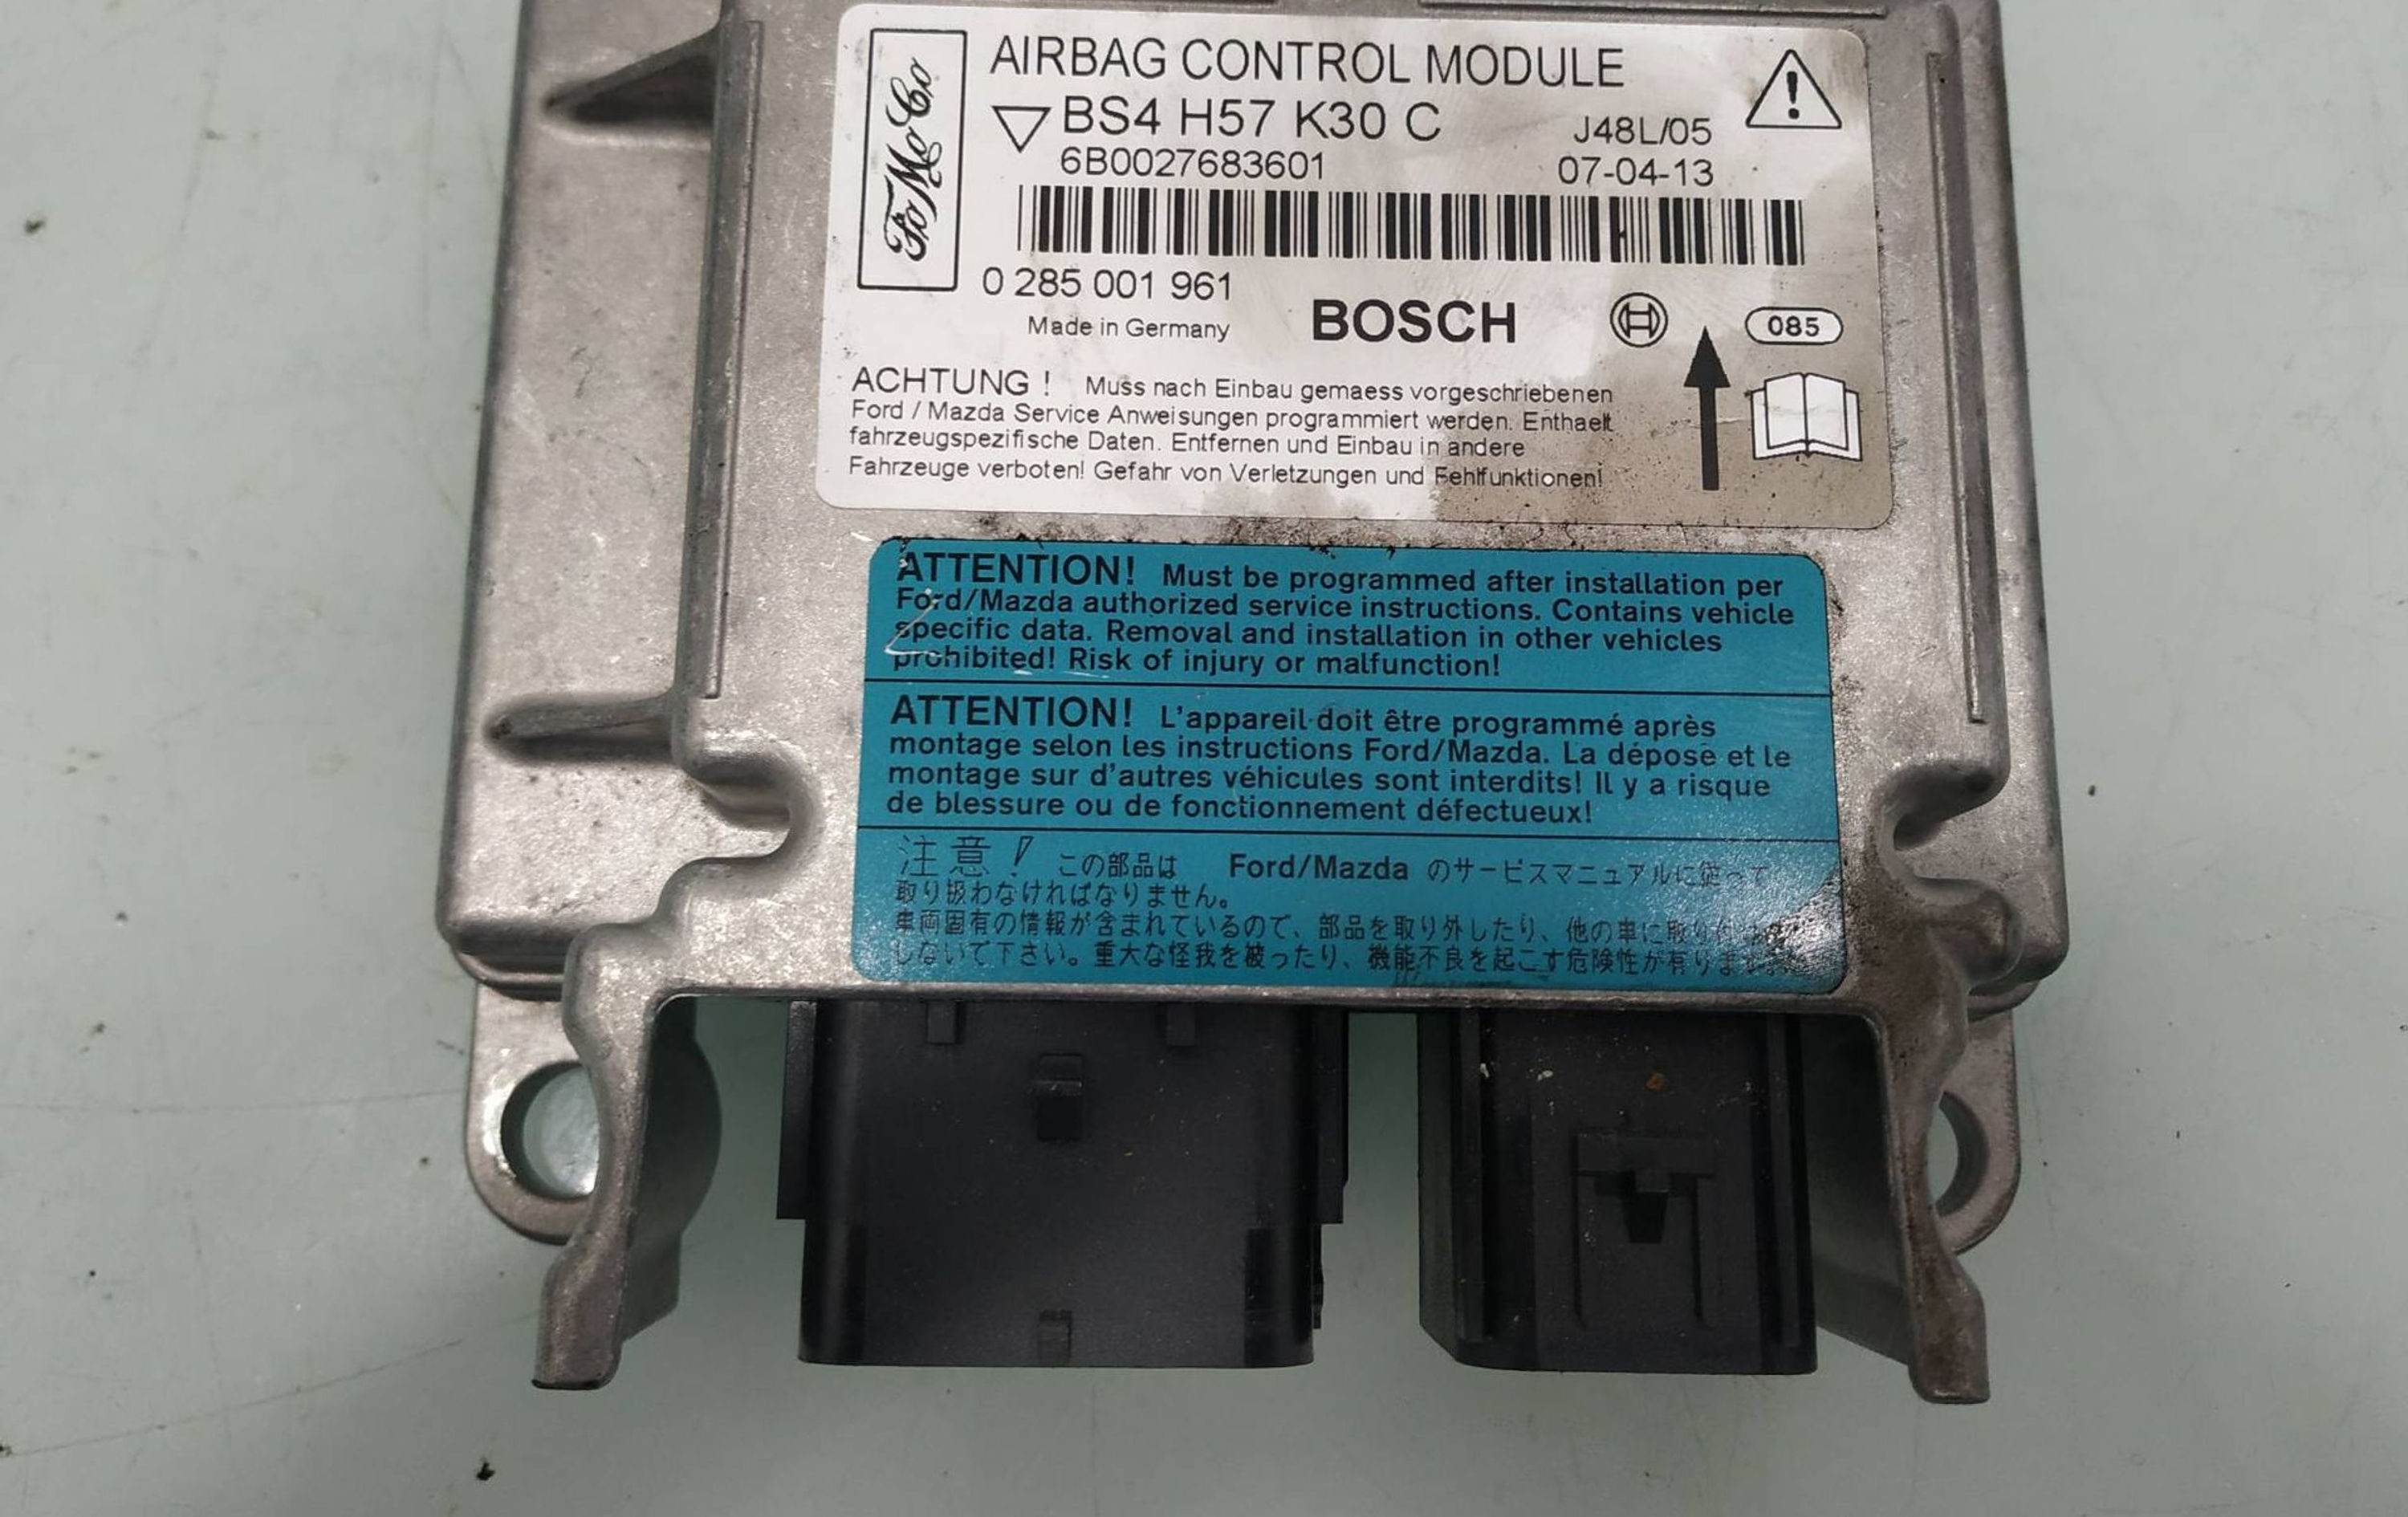 FoMoCo
AIRBAG CONTROL MODULE
BS4 H57 K30 C
J48L/05
6B0027683601
07-04-13
0 285 001 961
Made in Germany
BOSCH
085
ACHTUNG ! Muss nach Einbau gemaess vorgeschriebenen
Ford / Mazda Service Anweisungen programmiert werden. Enthaelt
fahrzeugspezifische Daten. Entfernen und Einbau in andere
Fahrzeuge verboten! Gefahr von Verletzungen und Fehlfunktionen!
ATTENTION! Must be programmed after installation per
Ford/Mazda authorized service instructions. Contains vehicle
specific data. Removal and installation in other vehicles
prohibited! Risk of injury or malfunction!
ATTENTION! L'appareil doit être programmé après
montage selon les instructions Ford/Mazda. La dépose et le
montage sur d'autres véhicules sont interdits! Il y a risque
de blessure ou de fonctionnement défectueux!
注意! この部品は Ford/Mazda のサービスマニュアルに従って
取り扱わなければなりません。
車両固有の情報が含まれているので、部品を取り外したり、他の車に取り
しないで下さい。重大な怪我を被ったり、機能不良を起こす危険性が有りま